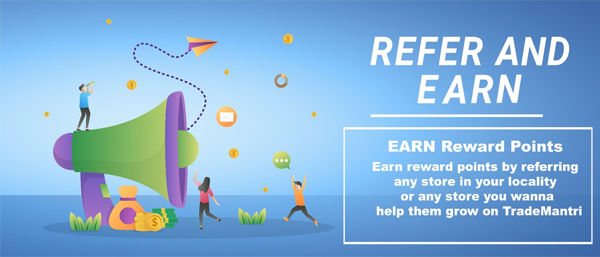 REFER AND
EARN
EARN Reward Points
Earn reward points by referring
any store in your locality
or any store you wanna
help them grow on TradeMantri